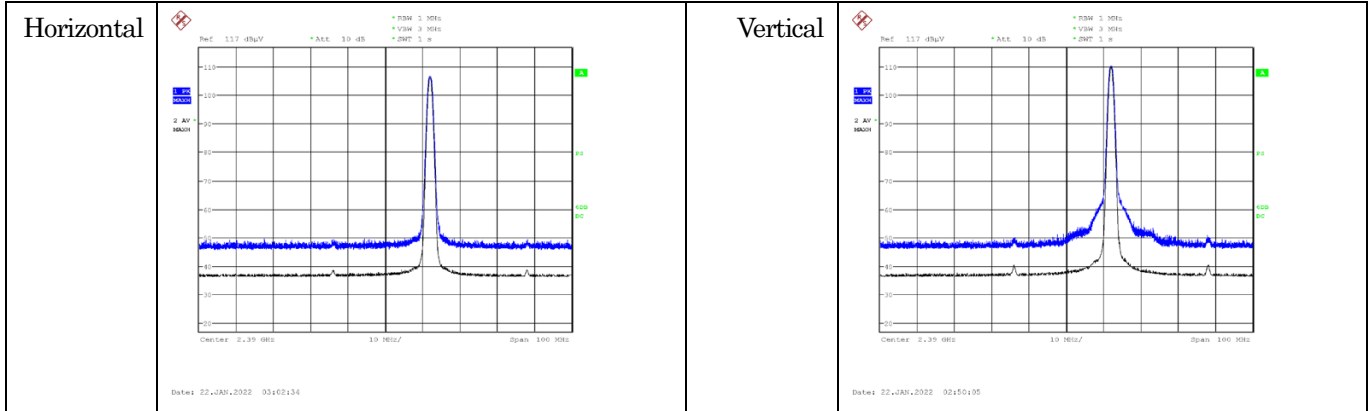 Horizontal
* RBW 1 MHz
* VBW 3 MHz
Ref 117 dBµV * Att 10 dB * SWT 1 s
110
100
90
80
70
60
50
40
30
20
1 PK
MAXH
2 AV *
MAXH
A
PS
6DB
DC
Center 2.39 GHz 10 MHz/ Span 100 MHz
Date: 22.JAN.2022 03:02:34
Vertical
* RBW 1 MHz
* VBW 3 MHz
Ref 117 dBµV * Att 10 dB * SWT 1 s
110
100
90
80
70
60
50
40
30
20
1 PK
MAXH
2 AV *
MAXH
A
PS
6DB
DC
Center 2.39 GHz 10 MHz/ Span 100 MHz
Date: 22.JAN.2022 02:50:05